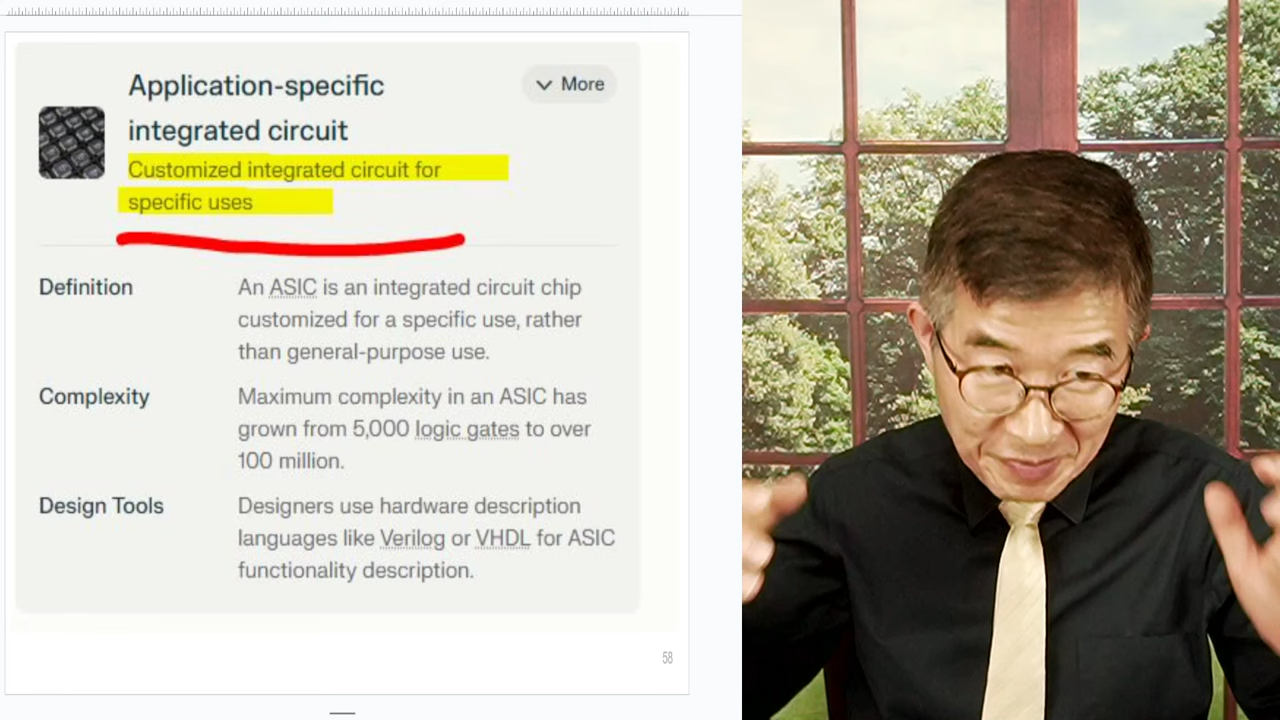 Application-specific
integrated circuit
More
Customized integrated circuit for
specific uses
Definition
An ASIC is an integrated circuit chip
customized for a specific use, rather
than general-purpose use.
Complexity
Maximum complexity in an ASIC has
grown from 5,000 logic gates to over
100 million.
Design Tools
Designers use hardware description
languages like Verilog or VHDL for ASIC
functionality description.
58